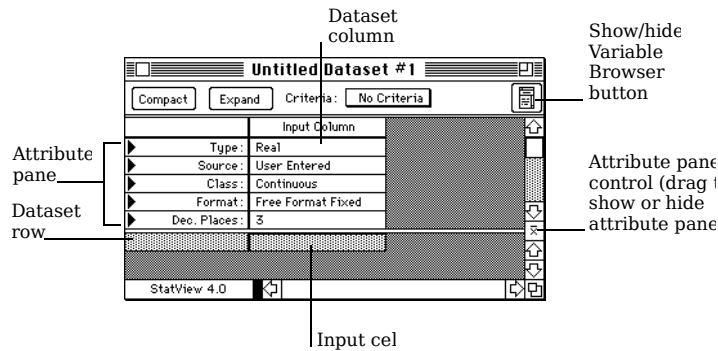 Dataset
column
Show/hide
Variable
Browser
button
Untitled Dataset #1
Compact Expand Criteria: No Criteria
Input Column
Attribute
pane
Type: Real
Source: User Entered
Class: Continuous
Format: Free Format Fixed
Dec. Places: 3
Attribute pane
control (drag t
show or hide
attribute pane
Dataset
row
StatView 4.0
Input cel